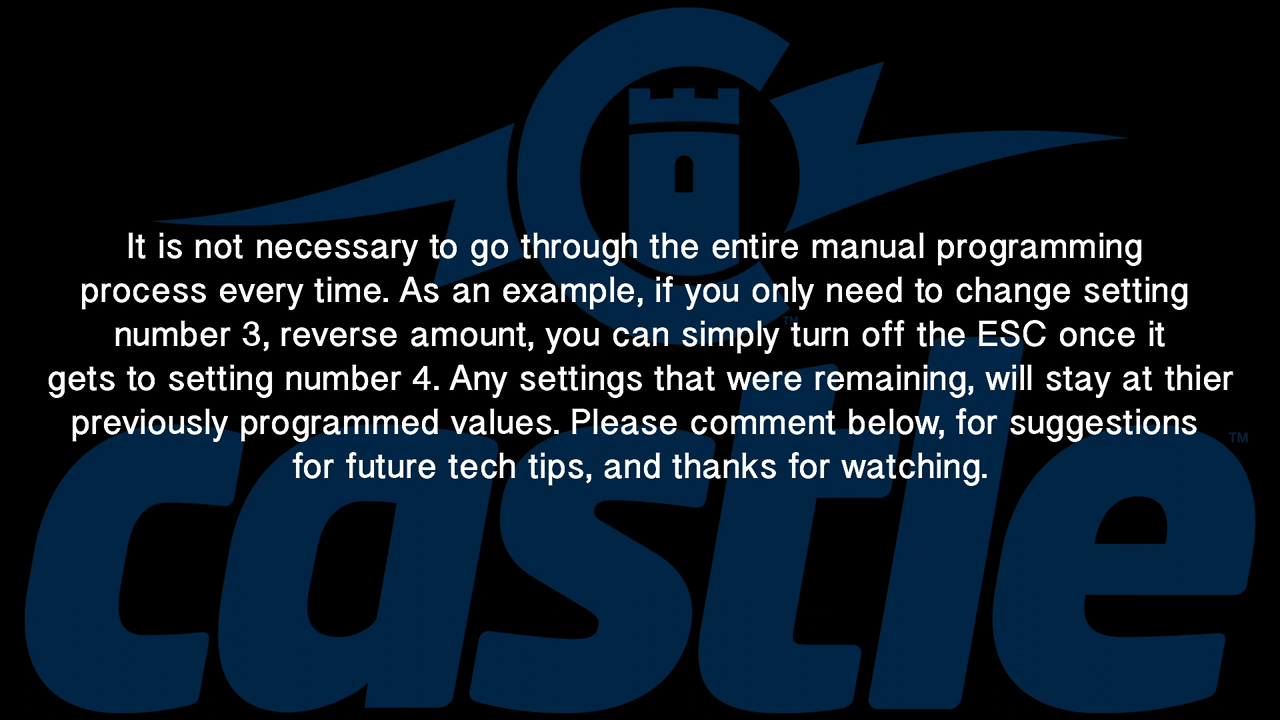 It is not necessary to go through the entire manual programming
process every time. As an example, if you only need to change setting
number 3, reverse amount, you can simply turn off the ESC once it
gets to setting number 4. Any settings that were remaining, will stay at thier
previously programmed values. Please comment below, for suggestions
for future tech tips, and thanks for watching.
TM
castle TM